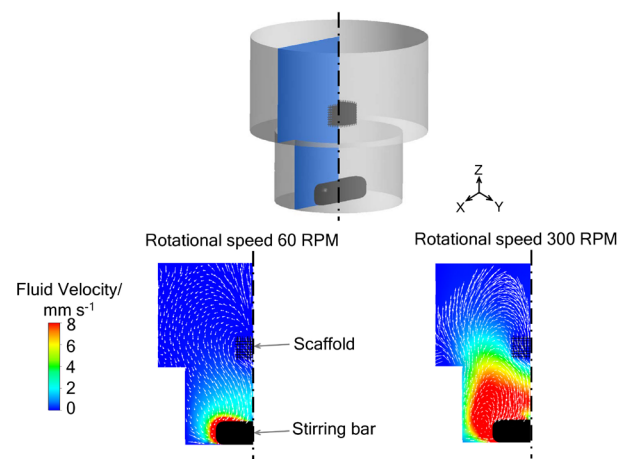 Z
X Y
Rotational speed 60 RPM
Rotational speed 300 RPM
Fluid Velocity/
mm s⁻¹
8
6
4
2
0
Scaffold
Stirring bar